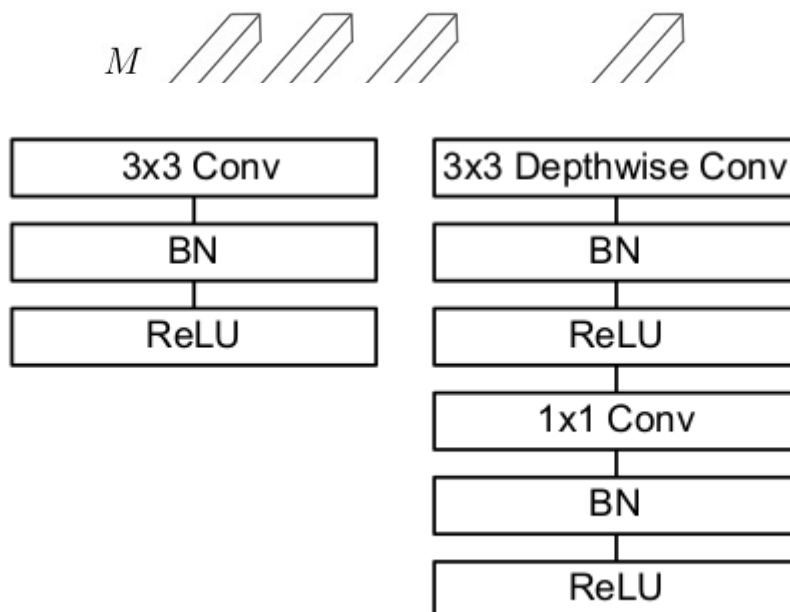 M
3x3 Conv
BN
ReLU
3x3 Depthwise Conv
BN
ReLU
1x1 Conv
BN
ReLU